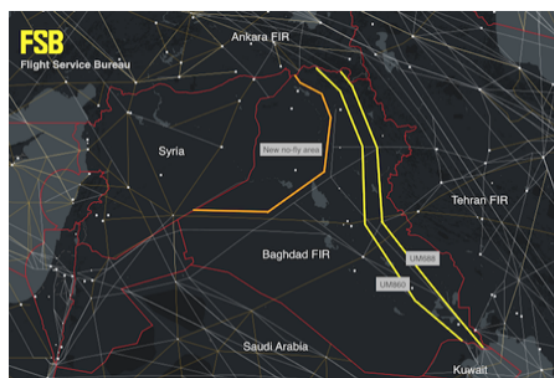 FSB
Flight Service Bureau
Ankara FIR
Syria
New no-fly area
Tehran FIR
Baghdad FIR
UM688
UM860
Saudi Arabia
Kuwait